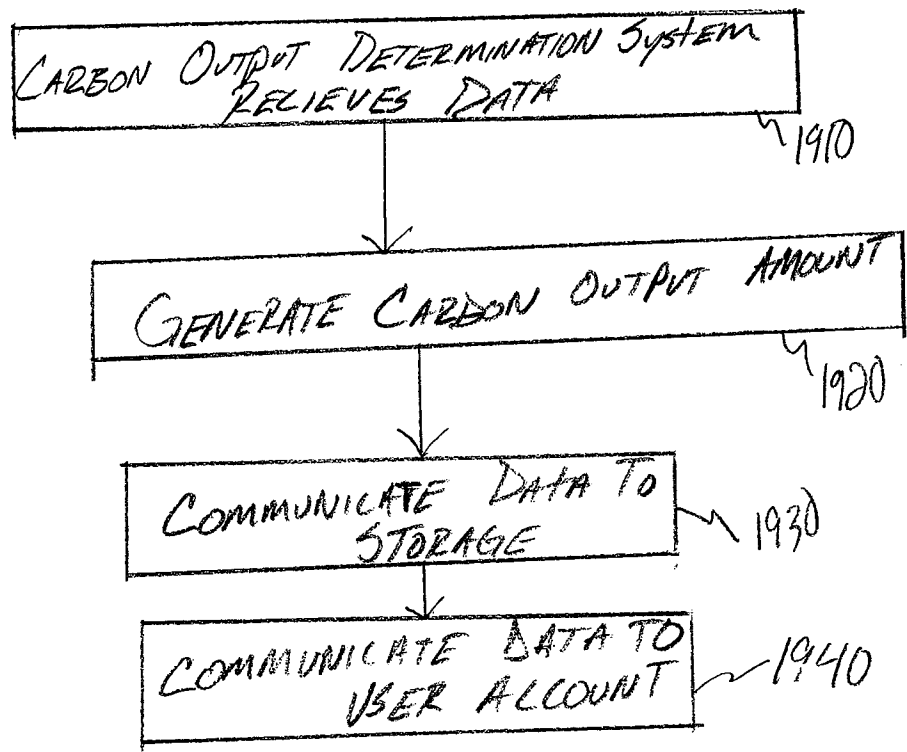 CARBON OUTPUT DETERMINATION System
RELIEVES DATA
1910
GENERATE CARBON OUTPUT AMOUNT
1920
COMMUNICATE DATA TO
STORAGE
1930
COMMUNICATE DATA TO
USER ACCOUNT
1940